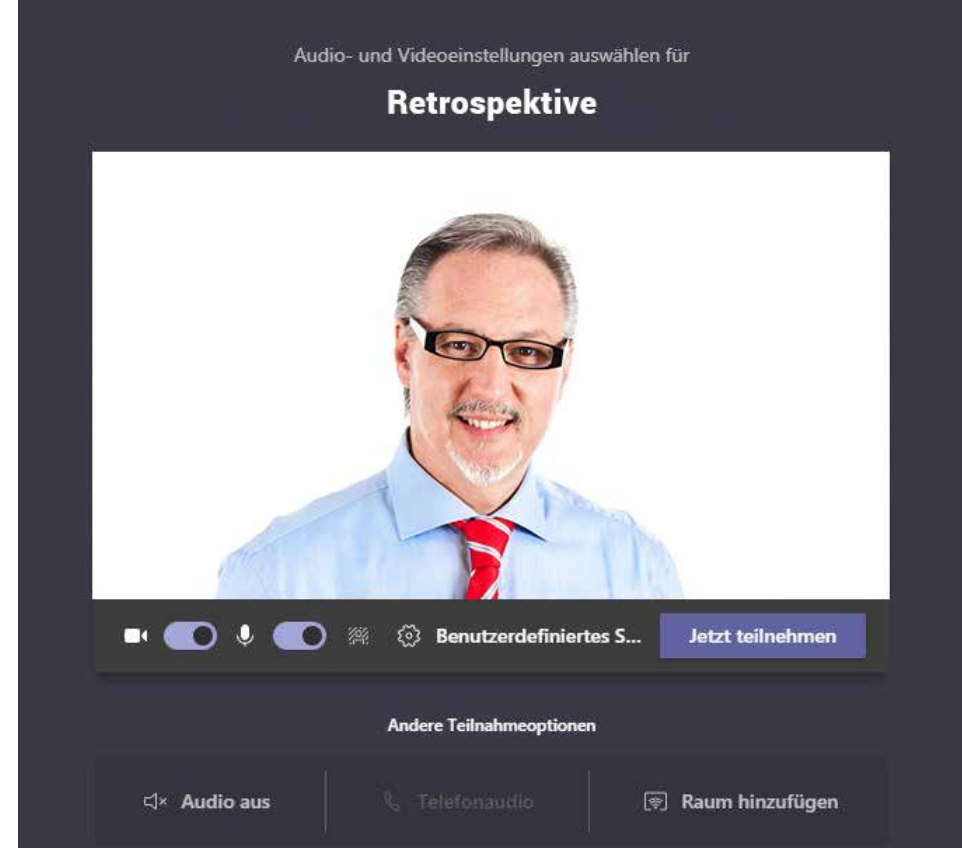 Audio- und Videoeinstellungen auswählen für
Retrospektive
Benutzerdefiniertes S...
Jetzt teilnehmen
Andere Teilnahmeoptionen
Audio aus
Telefonaudio
Raum hinzufügen